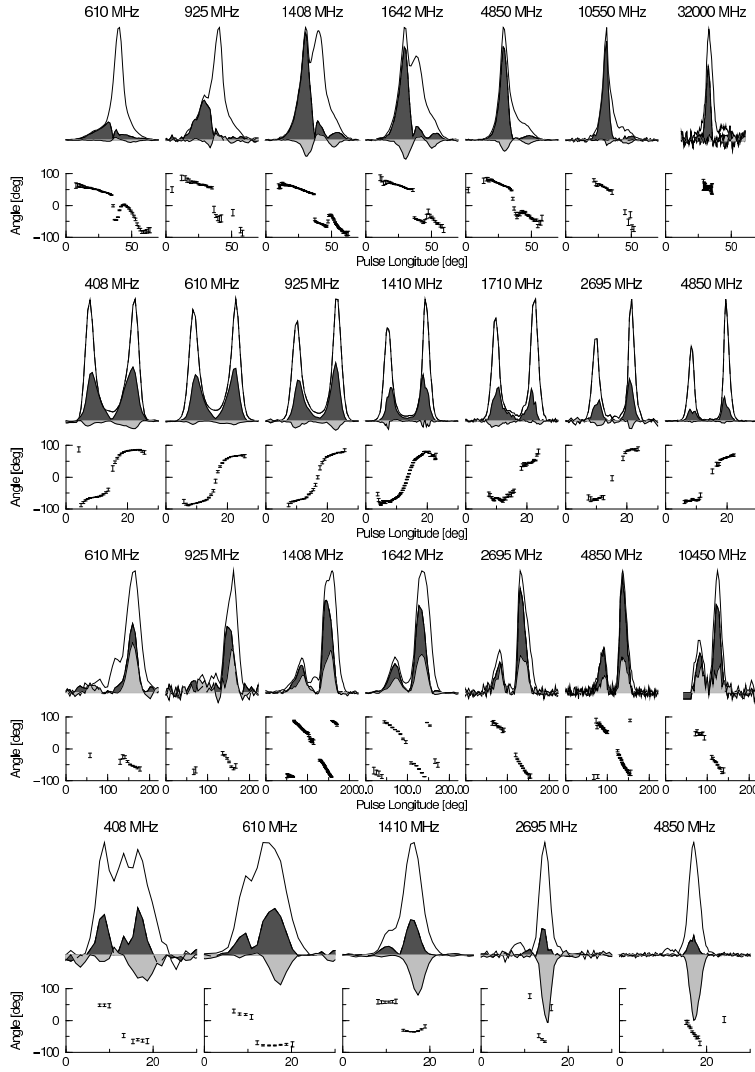 610 MHz 925 MHz 1408 MHz 1642 MHz 4850 MHz 10550 MHz 32000 MHz
100
0
−100
Angle [deg]
0 50 0 50 0 50 0 50 0 50 0 50 0 50
Pulse Longitude [deg]
408 MHz 610 MHz 925 MHz 1410 MHz 1710 MHz 2695 MHz 4850 MHz
100
0
−100
Angle [deg]
0 20 0 20 0 20 0 20 0 20 0 20 0 20
Pulse Longitude [deg]
610 MHz 925 MHz 1408 MHz 1642 MHz 2695 MHz 4850 MHz 10450 MHz
100
0
−100
Angle [deg]
0 100 200 0 100 200 0 100 200 0 100 200 0 100 0 100 0 100 200
Pulse Longitude [deg]
408 MHz 610 MHz 1410 MHz 2695 MHz 4850 MHz
100
0
−100
Angle [deg]
0 20 0 20 0 20 0 20 0 20